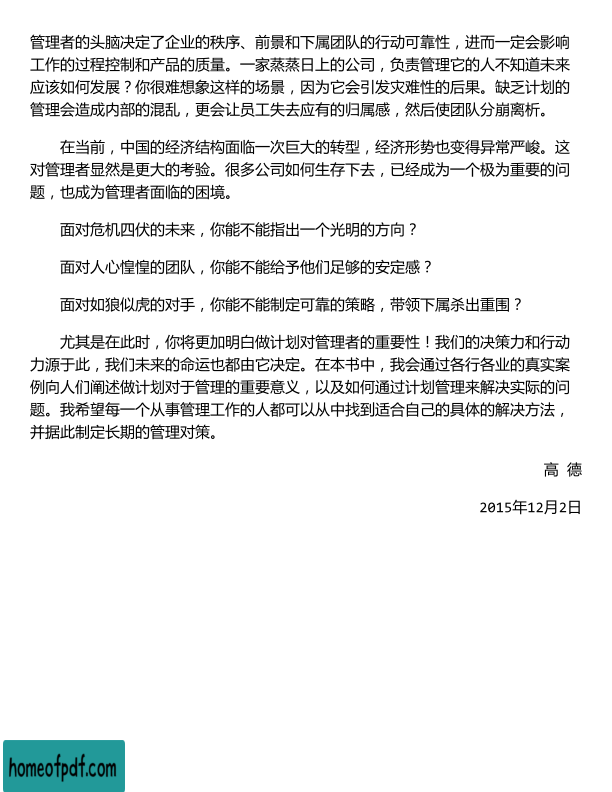 管理者的头脑决定了企业的秩序、前景和下属团队的行动可靠性，进而一定会影响
工作的过程控制和产品的质量。一家蒸蒸日上的公司，负责管理它的人不知道未来
应该如何发展？你很难想象这样的场景，因为它会引发灾难性的后果。缺乏计划的
管理会造成内部的混乱，更会让员工失去应有的归属感，然后使团队分崩离析。
在当前，中国的经济结构面临一次巨大的转型，经济形势也变得异常严峻。这
对管理者显然是更大的考验。很多公司如何生存下去，已经成为一个极为重要的问
题，也成为管理者面临的困境。
面对危机四伏的未来，你能不能指出一个光明的方向？
面对人心惶惶的团队，你能不能给予他们足够的安定感？
面对如狼似虎的对手，你能不能制定可靠的策略，带领下属杀出重围？
尤其是在此时，你将更加明白做计划对管理者的重要性！我们的决策力和行动
力源于此，我们未来的命运也都由它决定。在本书中，我会通过各行各业的真实案
例向人们阐述做计划对于管理的重要意义，以及如何通过计划管理来解决实际的问
题。我希望每一个从事管理工作的人都可以从中找到适合自己的具体的解决方法，
并据此制定长期的管理对策。
高 德
2015年12月2日
homeofpdf.com